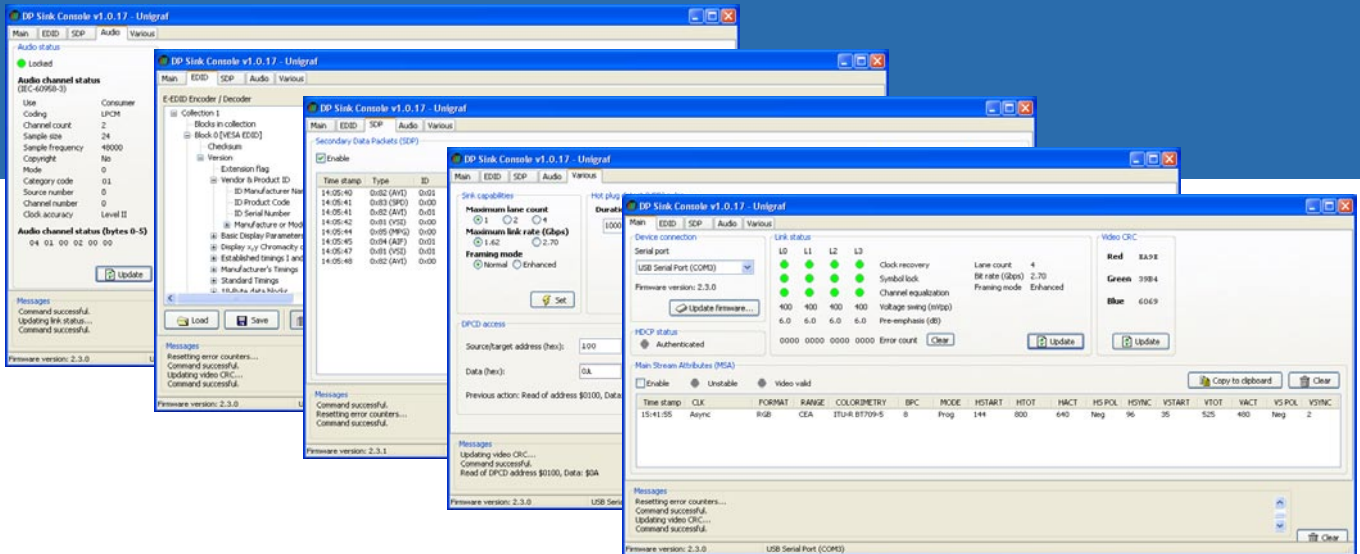 DP Sink Console v1.0.17 - Unigraf
Main EDID SDP Audio Various
Audio status
Locked
Audio channel status
(IEC-60958-3)
Use Consumer
Coding LPCM
Channel count 2
Sample size 24
Sample frequency 48000
Copyright No
Mode 0
Category code 01
Source number 0
Channel number 0
Clock accuracy Level II
Audio channel status (bytes 0-5)
04 01 00 02 00 00
Update
Messages
Command successful.
Updating link status...
Command successful.
Firmware version: 2.3.0
DP Sink Console v1.0.17 - Unigraf
Main EDID SDP Audio Various
E-EDID Encoder / Decoder
Collection 1
Blocks in collection
Block 0 [VESA EDID]
Checksum
Version
Extension flag
Vendor & Product ID
ID Manufacturer
ID Product Code
ID Serial Number
Manufacture or
Basic Display Parameters
Display x,y Chromacity
Established timings I and
Manufacturer's Timings
Standard Timings
18-Byte data blocks
Load Save
Messages
Resetting error counters...
Command successful.
Updating video CRC...
Command successful.
Firmware version: 2.3.0
DP Sink Console v1.0.17 - Unigraf
Main EDID SDP Audio Various
Secondary Data Packets (SDP)
Enable
Time stamp Type ID
14:05:40 0x82 (AVI) 0x01
14:05:41 0x83 (SPD) 0x00
14:05:41 0x82 (AVI) 0x01
14:05:42 0x81 (VSI) 0x00
14:05:44 0x85 (MPG) 0x00
14:05:45 0x84 (AIF) 0x01
14:05:47 0x81 (VSI) 0x01
14:05:48 0x82 (AVI) 0x00
Messages
Command successful.
Resetting error counters...
Command successful.
Firmware version: 2.3.1
DP Sink Console v1.0.17 - Unigraf
Main EDID SDP Audio Various
Sink capabilities
Maximum lane count
1 2 4
Maximum link rate (Gbps)
1.62 2.70
Framing mode
Normal Enhanced
Set
Hot plug
1000
DPCD access
Source/target address (hex): 100
Data (hex): 0A
Previous action: Read of address $0100, Data
Messages
Updating video CRC...
Command successful.
Read of DPCD address $0100, Data: $0A
Firmware version: 2.3.0 USB
DP Sink Console v1.0.17 - Unigraf
Main EDID SDP Audio Various
Device connection
Serial port
USB Serial Port (COM3)
Firmware version: 2.3.0
Update firmware...
HDCP status
Authenticated
Link status
L0 L1 L2 L3
Clock recovery
Symbol lock
Channel equalization
400 400 400 400 Voltage swing (mVpp)
6.0 6.0 6.0 6.0 Pre-emphasis (dB)
0000 0000 0000 0000 Error count Clear
Lane count 4
Bit rate (Gbps) 2.70
Framing mode Enhanced
Update
Video CRC
Red EA9E
Green 39B4
Blue 6069
Update
Main Stream Attributes (MSA)
Enable Unstable Video valid
Copy to clipboard Clear
Time stamp CLK FORMAT RANGE COLORIMETRY BPC MODE HSTART HTOT HACT HS POL HSYNC VSTART VTOT VACT VS POL VSYNC
15:41:55 Async RGB CEA ITU-R BT709-5 8 Prog. 144 800 640 Neg 96 35 525 480 Neg 2
Messages
Resetting error counters...
Command successful.
Updating video CRC...
Command successful.
Clear
Firmware version: 2.3.0 USB Serial Port (COM3)